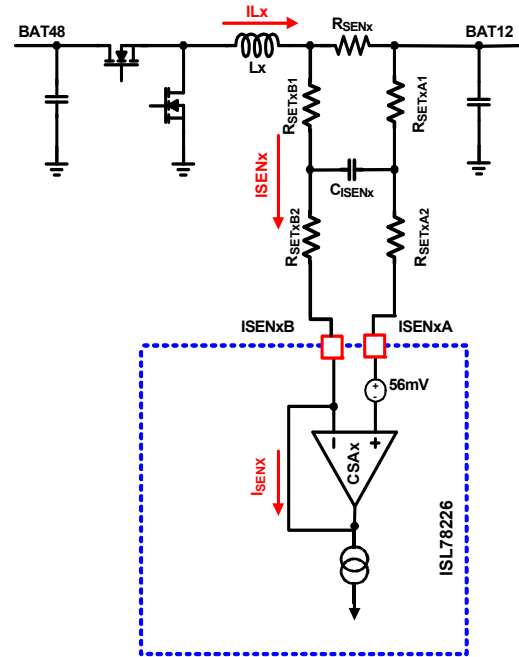 ILx
BAT48
RSENx
BAT12
Lx
RSETxB1
RSETxA1
ISENx
CISENx
RSETxB2
RSETxA2
ISENxB
ISENxA
56mV
+
-
− +
CSAx
ISENX
ISL78226